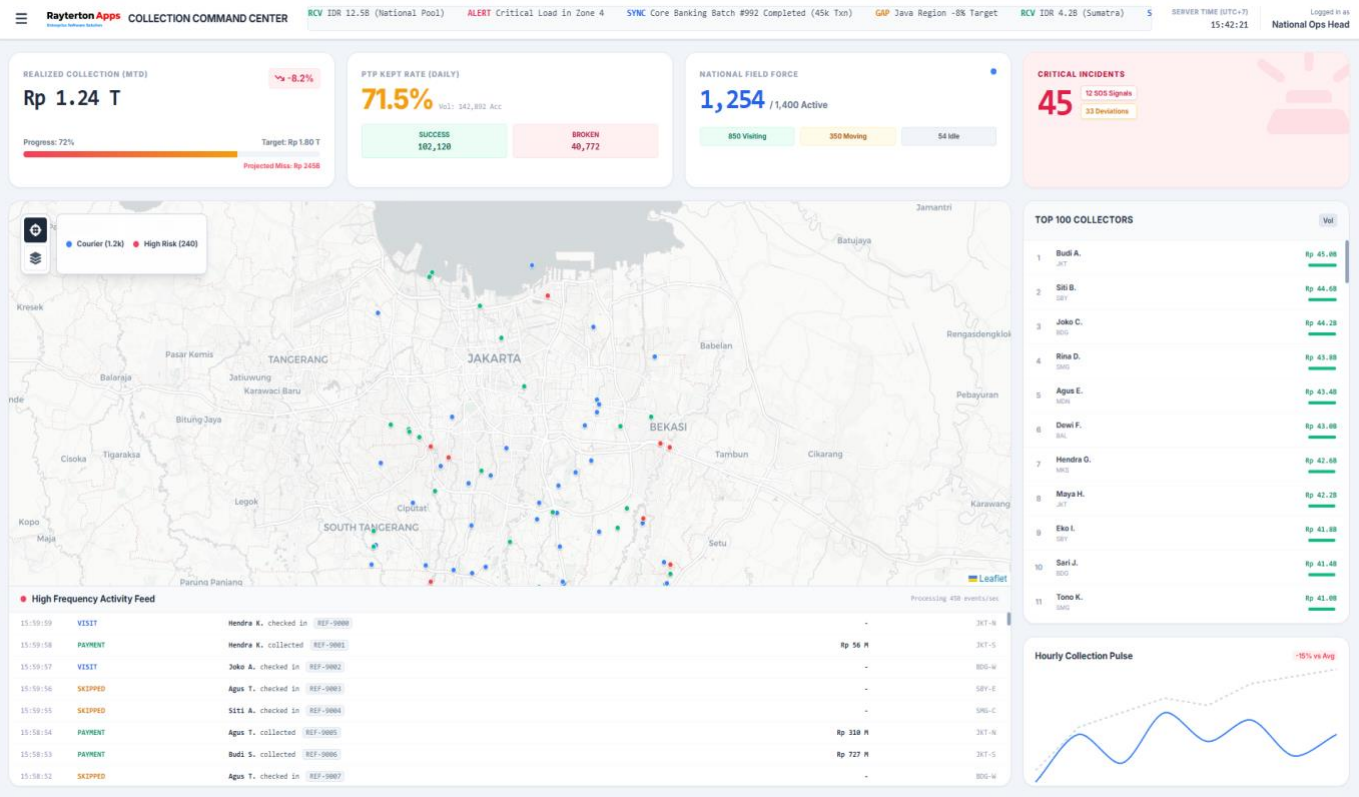 Rayterton Apps
Enterprise Software Solution
COLLECTION COMMAND CENTER
RCV IDR 12.5B (National Pool) ALERT Critical Load in Zone 4 SYNC Core Banking Batch #992 Completed (45k Txn) GAP Java Region -8% Target RCV IDR 4.2B (Sumatra) S
SERVER TIME (UTC+7)
15:42:21
Logged in as
National Ops Head
REALIZED COLLECTION (MTD)
-8.2%
Rp 1.24 T
Progress: 72% Target: Rp 1.80 T
Projected Miss: Rp 245B
PTP KEPT RATE (DAILY)
71.5% Vol: 142,892 Acc
SUCCESS
102,120
BROKEN
40,772
NATIONAL FIELD FORCE
1,254 / 1,400 Active
850 Visiting
350 Moving
54 Idle
CRITICAL INCIDENTS
45
12 SOS Signals
33 Deviations
Courier (1.2k) High Risk (240)
Jamantri
Batujaya
Kresek
Rengasdengklok
Pasar Kemis
TANGERANG
JAKARTA
Babelan
Balaraja
Jatiuwung
Karawaci Baru
nde
Pebayuran
Bitung Jaya
BEKASI
Cisoka
Tigaraksa
Tambun
Cikarang
Legok
Ciputat
Karawang
Kopo
SOUTH TANGERANG
Maja
Setu
Parung Panjang
Leaflet
High Frequency Activity Feed
Processing 458 events/sec
15:59:59 VISIT Hendra K. checked in REF-9000 - JKT-N
15:59:58 PAYMENT Hendra K. collected REF-9001 Rp 56 M JKT-S
15:59:57 VISIT Joko A. checked in REF-9002 - BDG-W
15:59:56 SKIPPED Agus T. checked in REF-9003 - SBY-E
15:59:55 SKIPPED Siti A. checked in REF-9004 - SMG-C
15:58:54 PAYMENT Agus T. collected REF-9005 Rp 310 M JKT-N
15:58:53 PAYMENT Budi S. collected REF-9006 Rp 727 M JKT-S
15:58:52 SKIPPED Agus T. checked in REF-9007 - BDG-W
TOP 100 COLLECTORS
Vol
1 Budi A. Rp 45.0B
JKT
2 Siti B. Rp 44.6B
SBY
3 Joko C. Rp 44.2B
BDG
4 Rina D. Rp 43.8B
SMG
5 Agus E. Rp 43.4B
MDN
6 Dewi F. Rp 43.0B
BAL
7 Hendra G. Rp 42.6B
MKS
8 Maya H. Rp 42.2B
JKT
9 Eko I. Rp 41.8B
SBY
10 Sari J. Rp 41.4B
BDG
11 Tono K. Rp 41.0B
SMG
Hourly Collection Pulse
-15% vs Avg